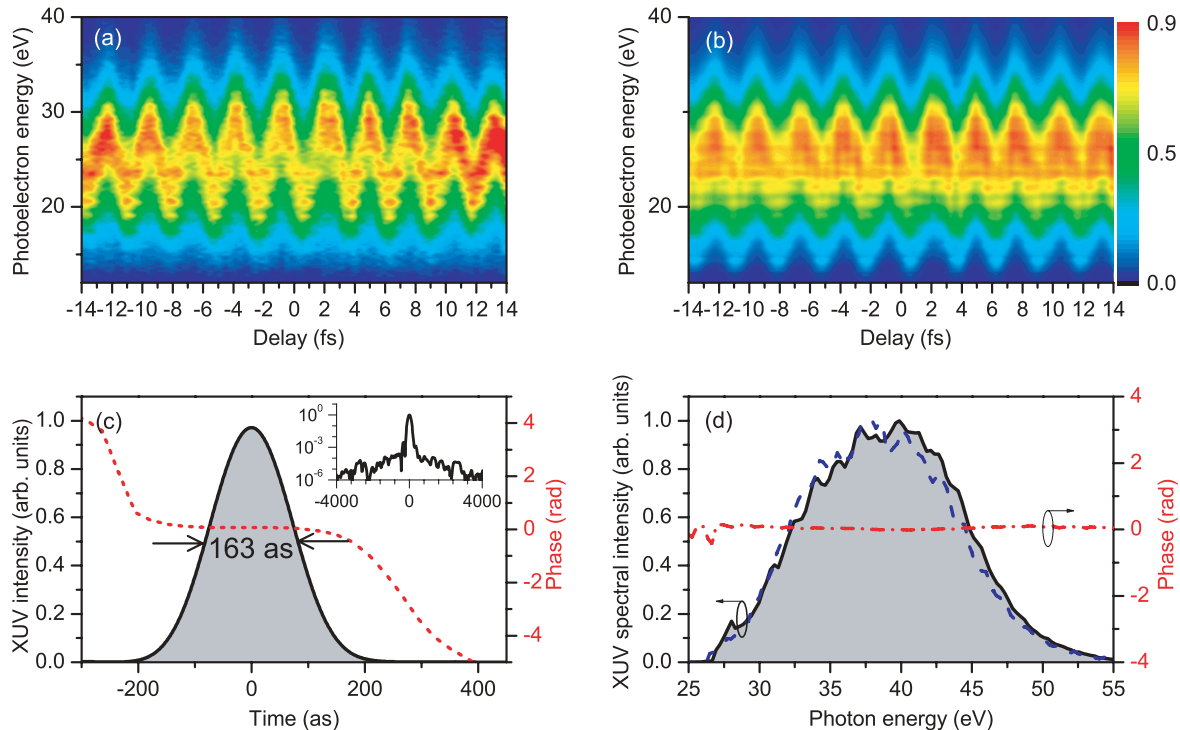 (a)
Photoelectron energy (eV)
40
30
20
-14 -12 -10 -8 -6 -4 -2 0 2 4 6 8 10 12 14
Delay (fs)
(b)
Photoelectron energy (eV)
40
20
-14 -12 -10 -8 -6 -4 -2 0 2 4 6 8 10 12 14
Delay (fs)
0.9
0.5
0.0
(c)
XUV intensity (arb. units)
1.0
0.8
0.6
0.4
0.2
0.0
-200 0 200 400
Time (as)
163 as
10^0
10^-3
10^-6
-4000 0 4000
4
2
0
-2
-4
Phase (rad)
(d)
XUV spectral intensity (arb. units)
1.0
0.8
0.6
0.4
0.2
0.0
25 30 35 40 45 50 55
Photon energy (eV)
4
2
0
-2
-4
Phase (rad)